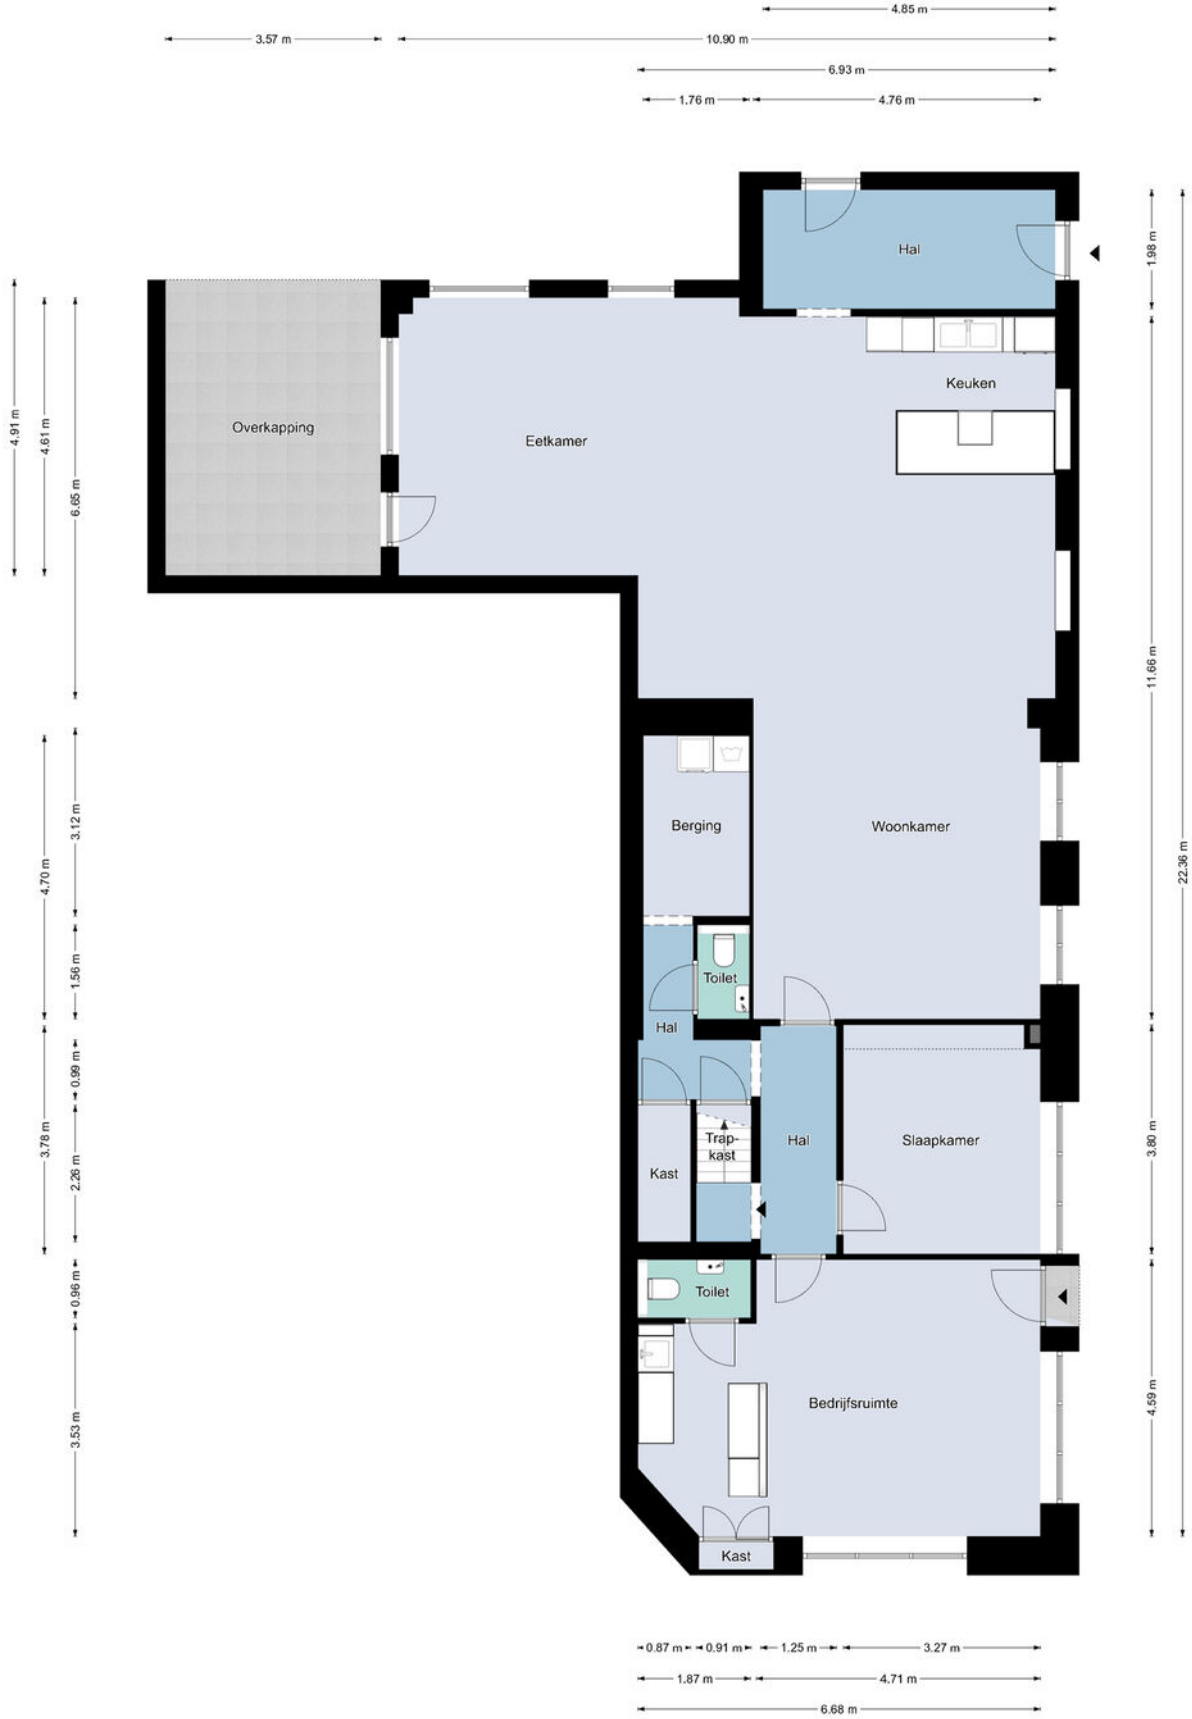 4.85 m
3.57 m
10.90 m
6.93 m
1.76 m
4.76 m
Hal
1.98 m
Keuken
Overkapping
Eetkamer
4.91 m
4.61 m
6.65 m
11.66 m
Berging
Woonkamer
3.12 m
4.70 m
22.36 m
1.56 m
Toilet
Hal
0.99 m
3.78 m
2.26 m
Trap-
kast
Kast
Hal
Slaapkamer
3.80 m
0.96 m
Toilet
Bedrijfsruimte
4.59 m
3.53 m
Kast
0.87 m
0.91 m
1.25 m
3.27 m
1.87 m
4.71 m
6.68 m